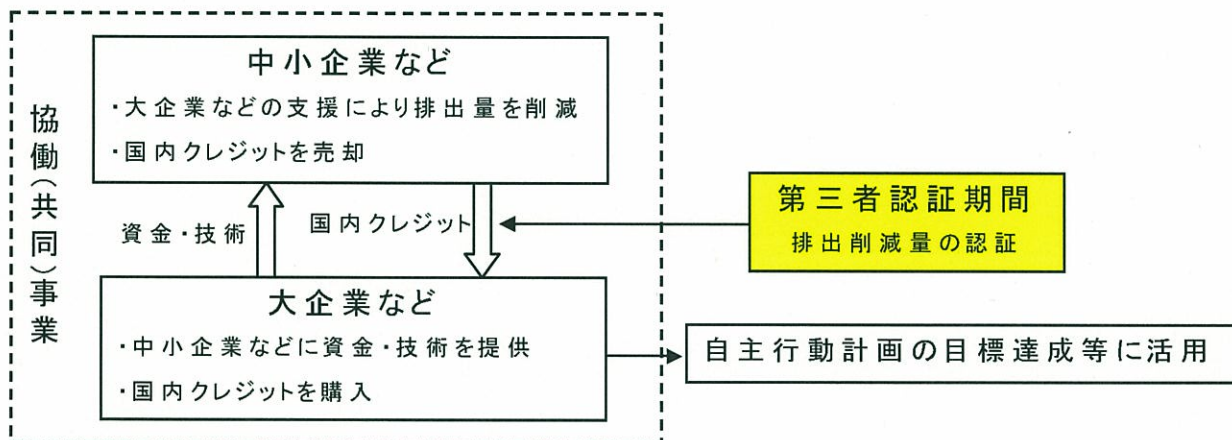 協働(共同)事業
中小企業など
・大企業などの支援により排出量を削減
・国内クレジットを売却
資金・技術
国内クレジット
第三者認証期間
排出削減量の認証
大企業など
・中小企業などに資金・技術を提供
・国内クレジットを購入
自主行動計画の目標達成等に活用